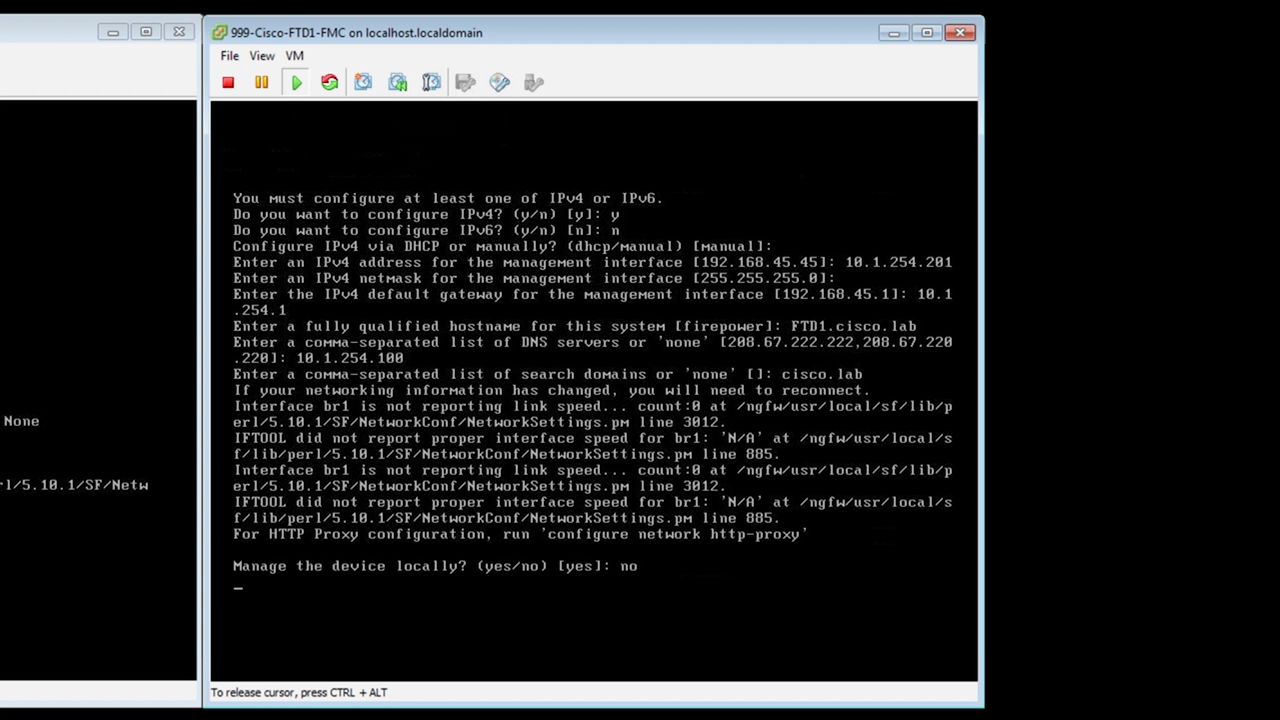 999-Cisco-FTD1-FMC on localhost.localdomain
File View VM
You must configure at least one of IPv4 or IPv6.
Do you want to configure IPv4? (y/n) [y]: y
Do you want to configure IPv6? (y/n) [n]: n
Configure IPv4 via DHCP or manually? (dhcp/manual) [manual]:
Enter an IPv4 address for the management interface [192.168.45.45]: 10.1.254.201
Enter an IPv4 netmask for the management interface [255.255.255.0]:
Enter the IPv4 default gateway for the management interface [192.168.45.1]: 10.1
.254.1
Enter a fully qualified hostname for this system [firepower]: FTD1.cisco.lab
Enter a comma-separated list of DNS servers or 'none' [208.67.222.222,208.67.220
.220]: 10.1.254.100
Enter a comma-separated list of search domains or 'none' []: cisco.lab
If your networking information has changed, you will need to reconnect.
Interface br1 is not reporting link speed... count:0 at /ngfw/usr/local/sf/lib/p
erl/5.10.1/SF/NetworkConf/NetworkSettings.pm line 3012.
IFTOOL did not report proper interface speed for br1: 'N/A' at /ngfw/usr/local/s
f/lib/perl/5.10.1/SF/NetworkConf/NetworkSettings.pm line 885.
Interface br1 is not reporting link speed... count:0 at /ngfw/usr/local/sf/lib/p
erl/5.10.1/SF/NetworkConf/NetworkSettings.pm line 3012.
IFTOOL did not report proper interface speed for br1: 'N/A' at /ngfw/usr/local/s
f/lib/perl/5.10.1/SF/NetworkConf/NetworkSettings.pm line 885.
For HTTP Proxy configuration, run 'configure network http-proxy'
Manage the device locally? (yes/no) [yes]: no
_
To release cursor, press CTRL + ALT
None
rl/5.10.1/SF/Netw